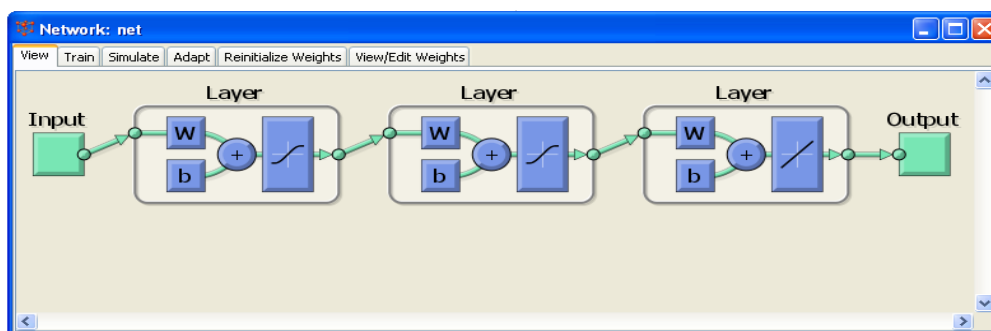 Network: net
View Train Simulate Adapt Reinitialize Weights View/Edit Weights
Layer Layer Layer
Input Output
W W W
+ + +
b b b